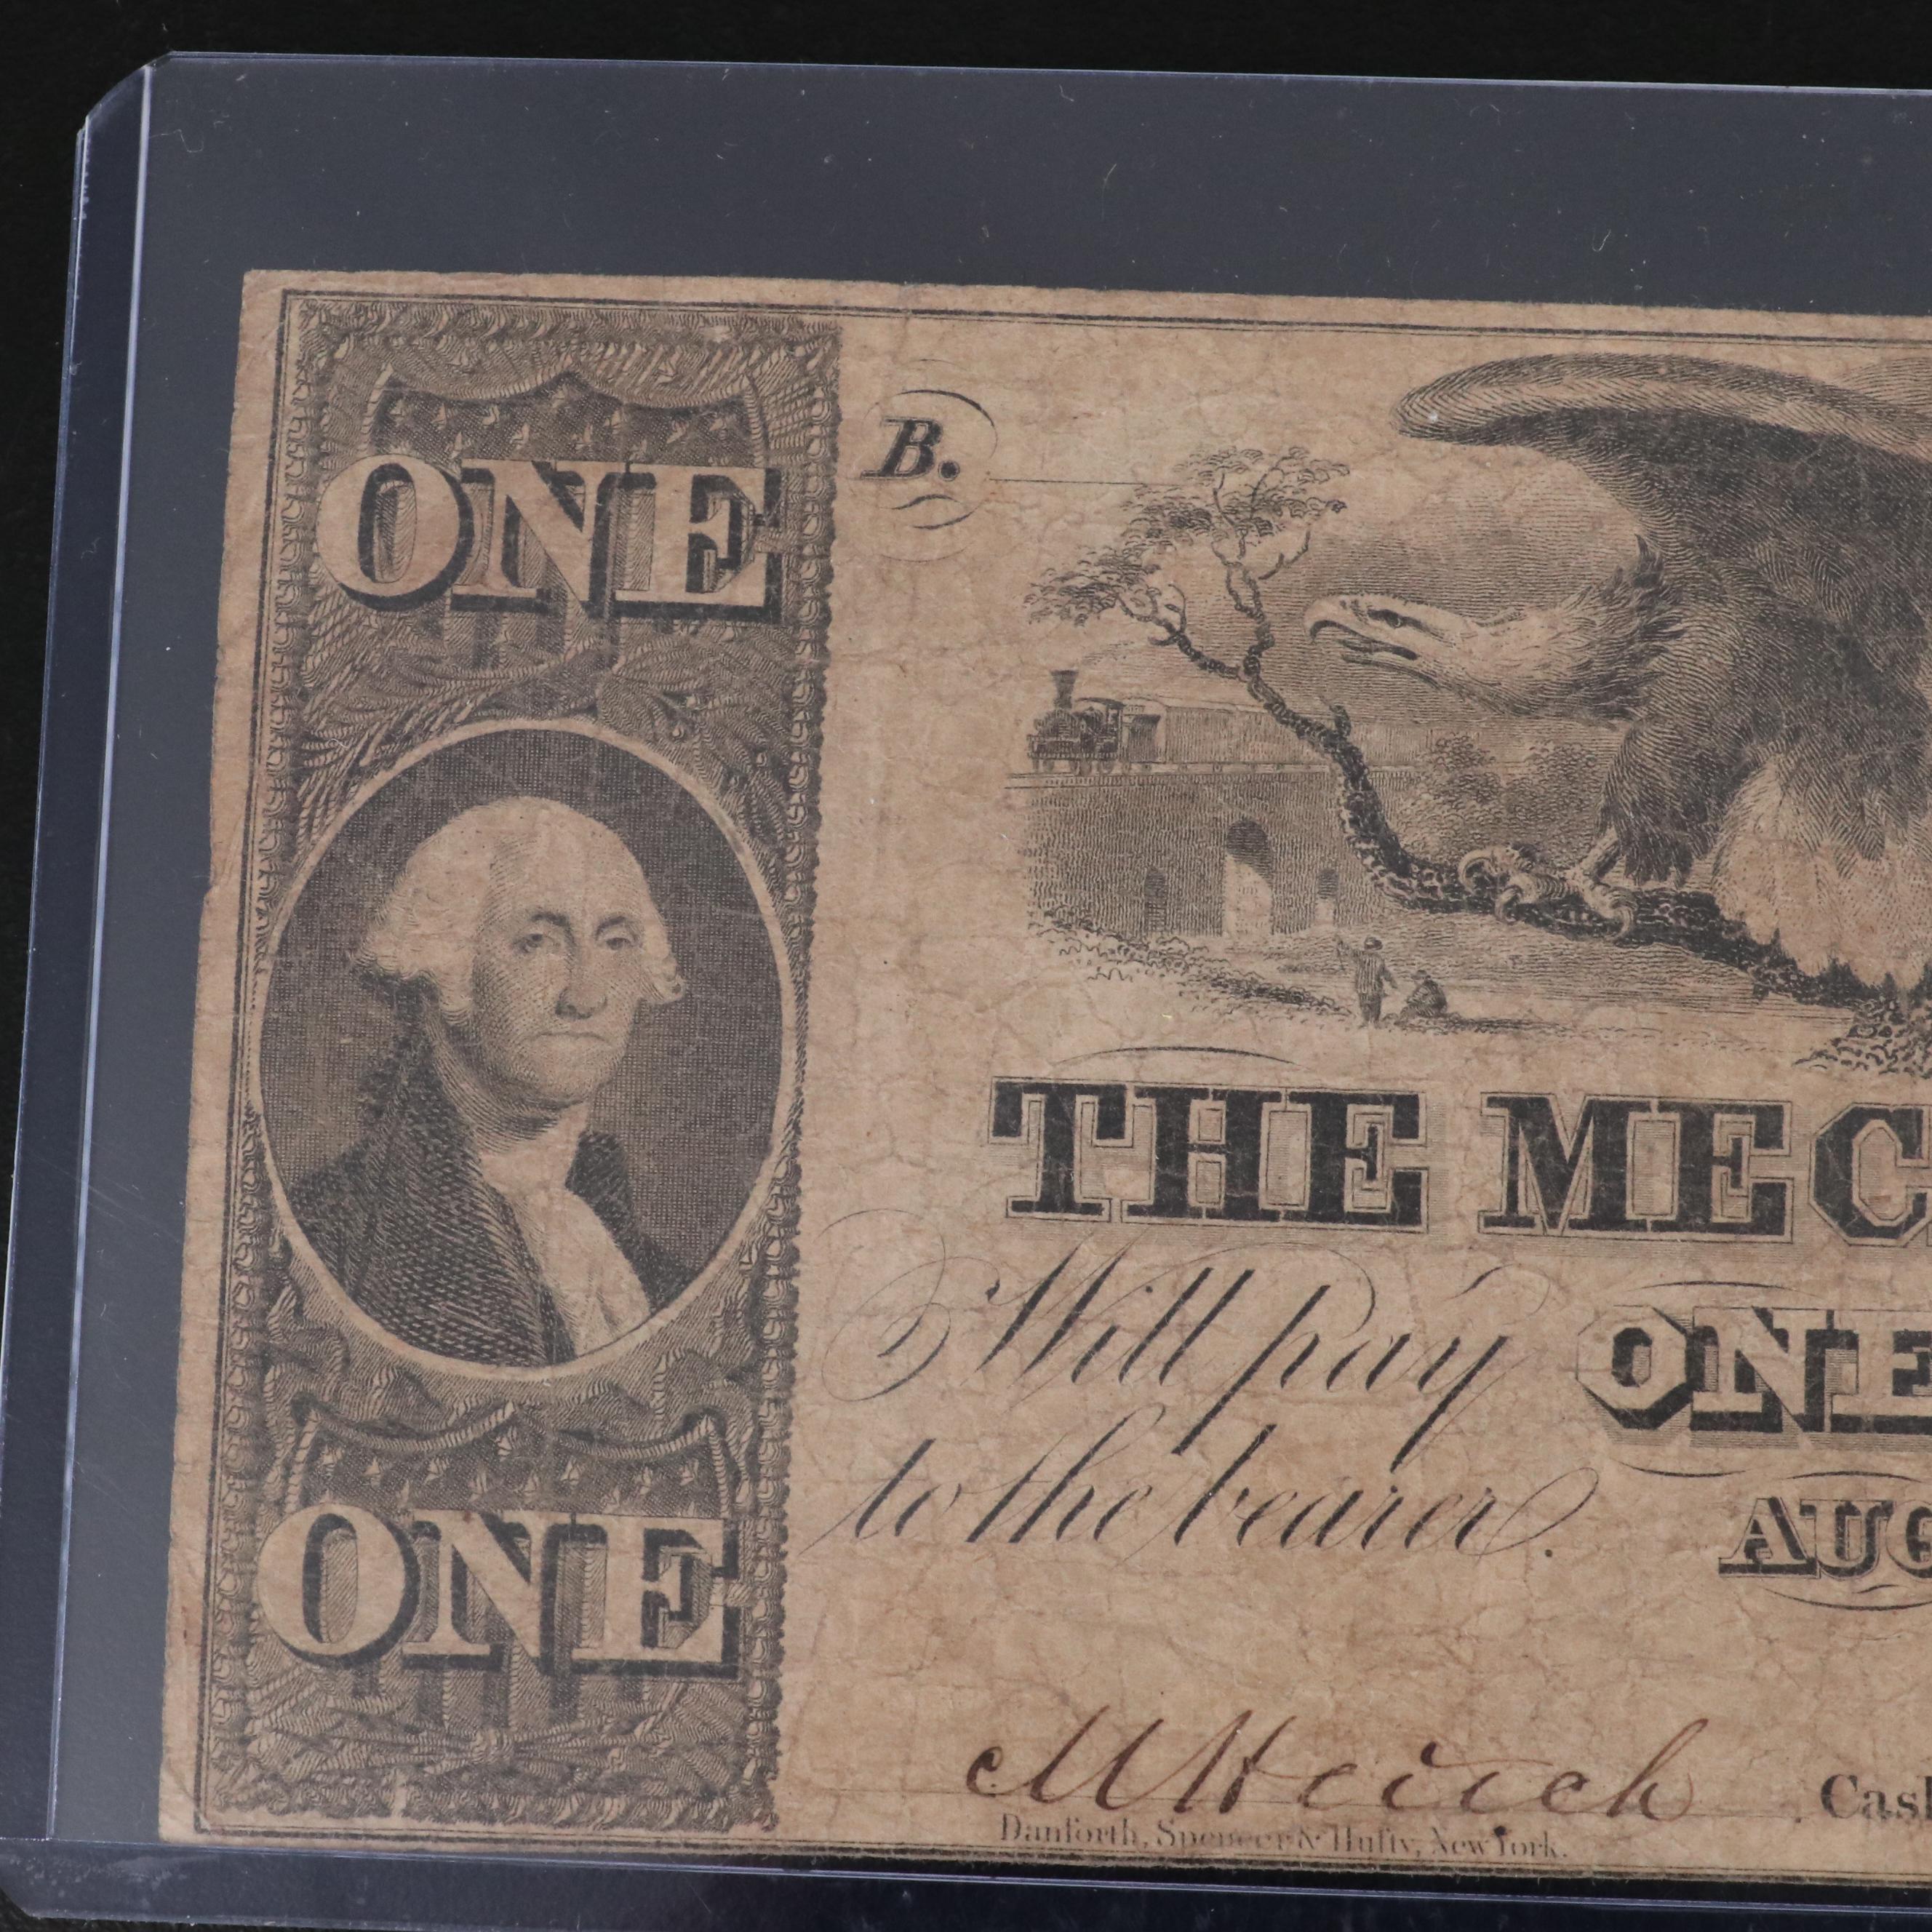 ONE
B.
THE MEC
Will pay ONE
to the bearer.
AUG
ONE
Cash
Danforth, Spencer & Hufty, New York.